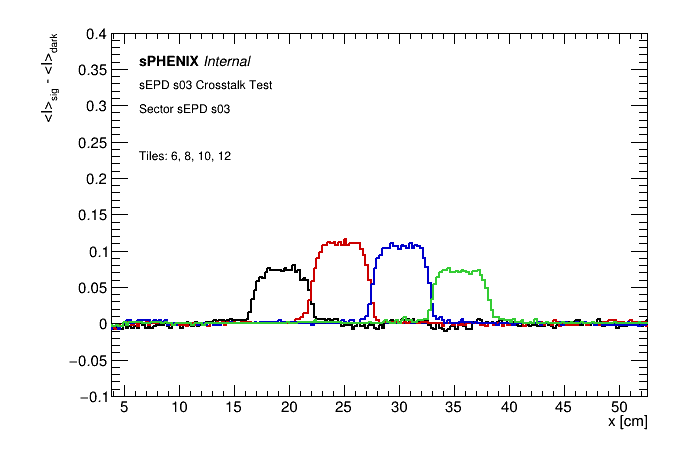 0.4
0.35
0.3
0.25
0.2
0.15
0.1
0.05
0
−0.05
−0.1
<I>sig - <I>dark
sPHENIX Internal
sEPD s03 Crosstalk Test
Sector sEPD s03
Tiles: 6, 8, 10, 12
5 10 15 20 25 30 35 40 45 50
x [cm]